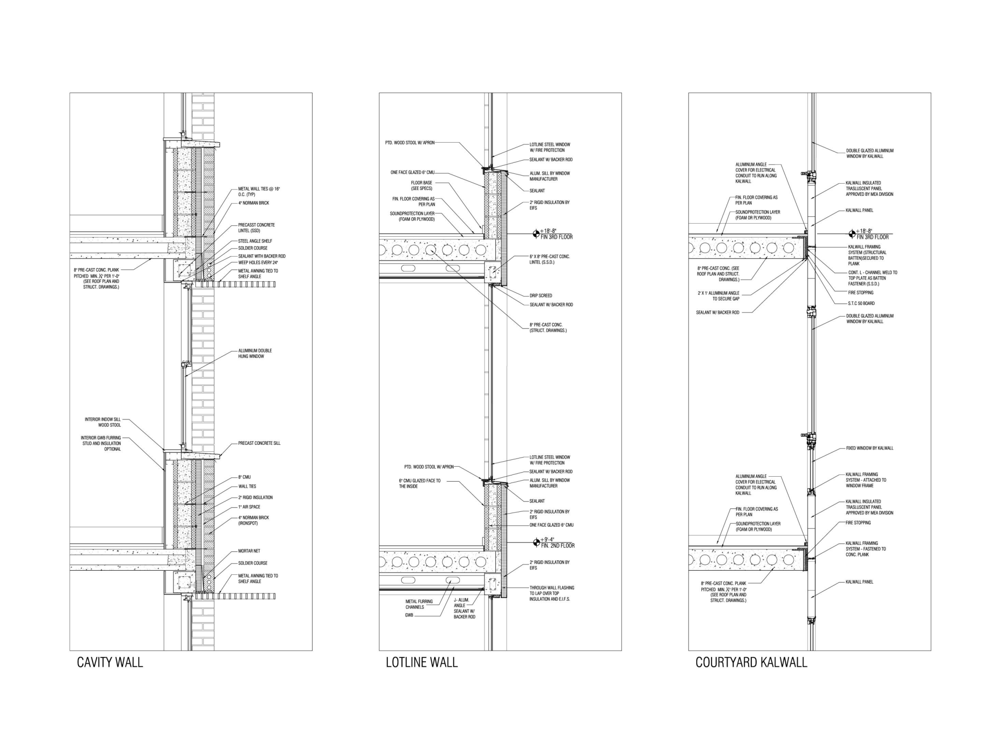 METAL WALL TIES @ 16"
O.C. (TYP)
4" NORMAN BRICK
PRECASST CONCRETE
LINTEL (SSD)
STEEL ANGLE SHELF
SOLDIER COURSE
SEALANT WITH BACKER ROD
WEEP HOLES EVERY 24"
METAL AWNING TIED TO
SHELF ANGLE
8" PRE-CAST CONC. PLANK
PITCHED MIN. ¼" PER 1'-0"
(SEE ROOF PLAN AND
STRUCT. DRAWINGS.)
ALUMINUM DOUBLE
HUNG WINDOW
INTERIOR INDOW SILL
WOOD STOOL
INTERIOR GWB FURRING
STUD AND INSULATION
OPTIONAL
PRECAST CONCRETE SILL
8" CMU
WALL TIES
2" RIGID INSULATION
1" AIR SPACE
4" NORMAN BRICK
(IRONSPOT)
MORTAR NET
SOLDIER COURSE
METAL AWNING TIED TO
SHELF ANGLE
CAVITY WALL
PTD. WOOD STOOL W/ APRON
ONE FACE GLAZED 6" CMU
FLOOR BASE
(SEE SPECS)
FIN. FLOOR COVERING AS
PER PLAN
SOUNDPROTECTION LAYER
(FOAM OR PLYWOOD)
LOTLINE STEEL WINDOW
W/ FIRE PROTECTION
SEALANT W/ BACKER ROD
ALUM. SILL BY WINDOW
MANUFACTURER
SEALANT
2" RIGID INSULATION BY
EIFS
+18'-8"
FIN 3RD FLOOR
6" X 8" PRE-CAST CONC.
LINTEL (S.S.D.)
DRIP SCREED
SEALANT W/ BACKER ROD
8" PRE-CAST CONC.
(STRUCT. DRAWINGS.)
PTD. WOOD STOOL W/ APRON
6" CMU GLAZED FACE TO
THE INSIDE
LOTLINE STEEL WINDOW
W/ FIRE PROTECTION
SEALANT W/ BACKER ROD
ALUM. SILL BY WINDOW
MANUFACTURER
SEALANT
2" RIGID INSULATION BY
EIFS
ONE FACE GLAZED 6" CMU
+9'-4"
FIN. 2ND FLOOR
2" RIGID INSULATION BY
EIFS
THROUGH WALL FLASHING
TO LAP OVER TOP
INSULATION AND E.I.F.S.
METAL FURRING
CHANNELS
GWB
J- ALUM.
ANGLE
SEALANT W/
BACKER ROD
LOTLINE WALL
ALUMINUM ANGLE
COVER FOR ELECTRICAL
CONDUIT TO RUN ALONG
KALWALL
FIN. FLOOR COVERING AS
PER PLAN
SOUNDPROTECTION LAYER
(FOAM OR PLYWOOD)
8" PRE-CAST CONC. (SEE
ROOF PLAN AND STRUCT.
DRAWINGS.)
2' X 1' ALUMINUM ANGLE
TO SECURE GAP
SEALANT W/ BACKER ROD
DOUBLE GLAZED ALUMINUM
WINDOW BY KALWALL
KALWALL INSULATED
TRASLUSCENT PANEL
APPROVED BY MEA DIVISION
KALWALL PANEL
+18'-8"
FIN 3RD FLOOR
KALWALL FRAMING
SYSTEM (STRUCTURAL
BATTEN)SECURED TO
PLANK
CONT. L - CHANNEL WELD TO
TOP PLATE AS BATTEN
FASTENER (S.S.D.)
FIRE STOPPING
S.T.C 50 BOARD
DOUBLE GLAZED ALUMINUM
WINDOW BY KALWALL
ALUMINUM ANGLE
COVER FOR ELECTRICAL
CONDUIT TO RUN ALONG
KALWALL
FIN. FLOOR COVERING AS
PER PLAN
SOUNDPROTECTION LAYER
(FOAM OR PLYWOOD)
8" PRE-CAST CONC. PLANK
PITCHED MIN. ¼" PER 1'-0"
(SEE ROOF PLAN AND
STRUCT. DRAWINGS.)
FIXED WINDOW BY KALWALL
KALWALL FRAMING
SYSTEM - ATTACHED TO
WINDOW FRAME
KALWALL INSULATED
TRASLUSCENT PANEL
APPROVED BY MEA DIVISION
FIRE STOPPING
KALWALL FRAMING
SYSTEM - FASTENED TO
CONC. PLANK
KALWALL PANEL
COURTYARD KALWALL